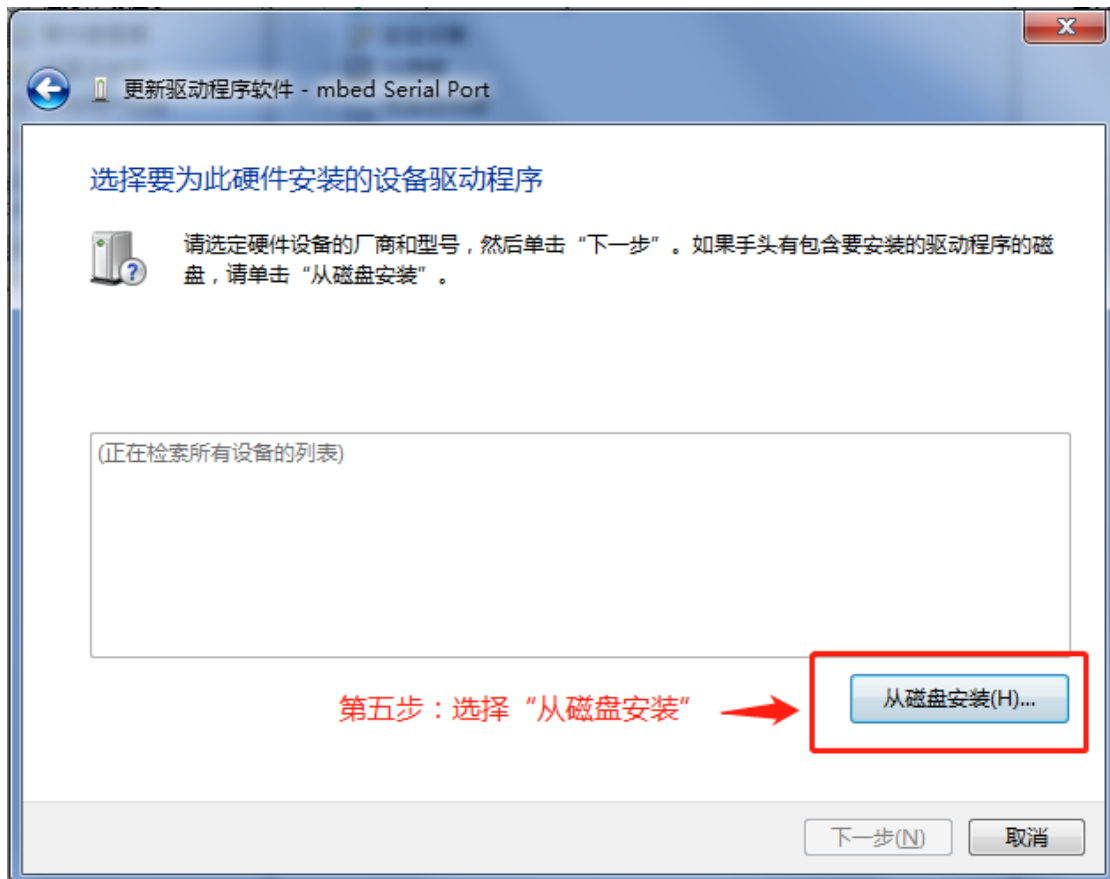 更新驱动程序软件 - mbed Serial Port
选择要为此硬件安装的设备驱动程序
请选定硬件设备的厂商和型号，然后单击“下一步”。如果手头有包含要安装的驱动程序的磁
盘，请单击“从磁盘安装”。
(正在检索所有设备的列表)
第五步：选择“从磁盘安装”
从磁盘安装(H)...
下一步(N)
取消